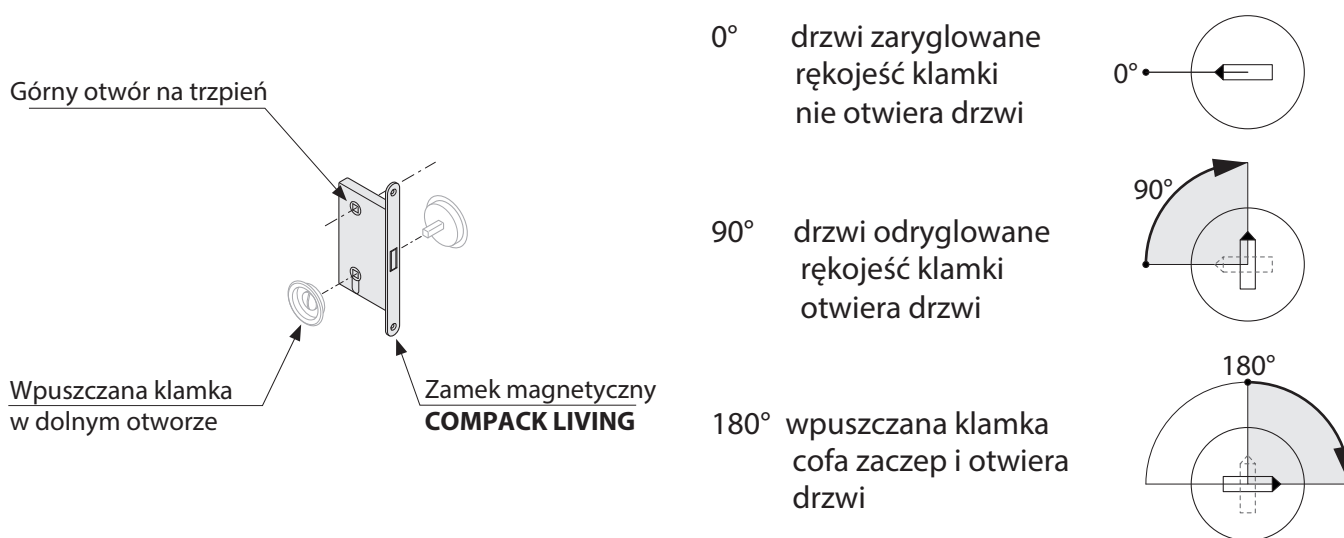 Górny otwór na trzpień
Wpuszczana klamka
w dolnym otworze
Zamek magnetyczny
COMPACK LIVING
0° drzwi zaryglowane
rękojeść klamki
nie otwiera drzwi
0°
90° drzwi odryglowane
rękojeść klamki
otwiera drzwi
90°
180° wpuszczana klamka
cofa zaczep i otwiera
drzwi
180°